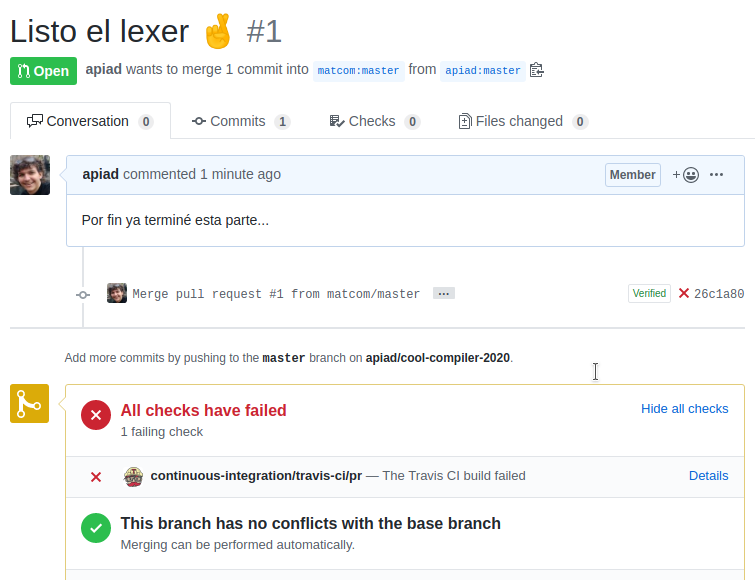 Listo el lexer 🤞 #1
Open apiad wants to merge 1 commit into matcom:master from apiad:master
Conversation 0 Commits 1 Checks 0 Files changed 0
apiad commented 1 minute ago Member + ...
Por fin ya terminé esta parte...
Merge pull request #1 from matcom/master ... Verified 26c1a80
Add more commits by pushing to the master branch on apiad/cool-compiler-2020.
All checks have failed Hide all checks
1 failing check
continuous-integration/travis-ci/pr — The Travis CI build failed Details
This branch has no conflicts with the base branch
Merging can be performed automatically.